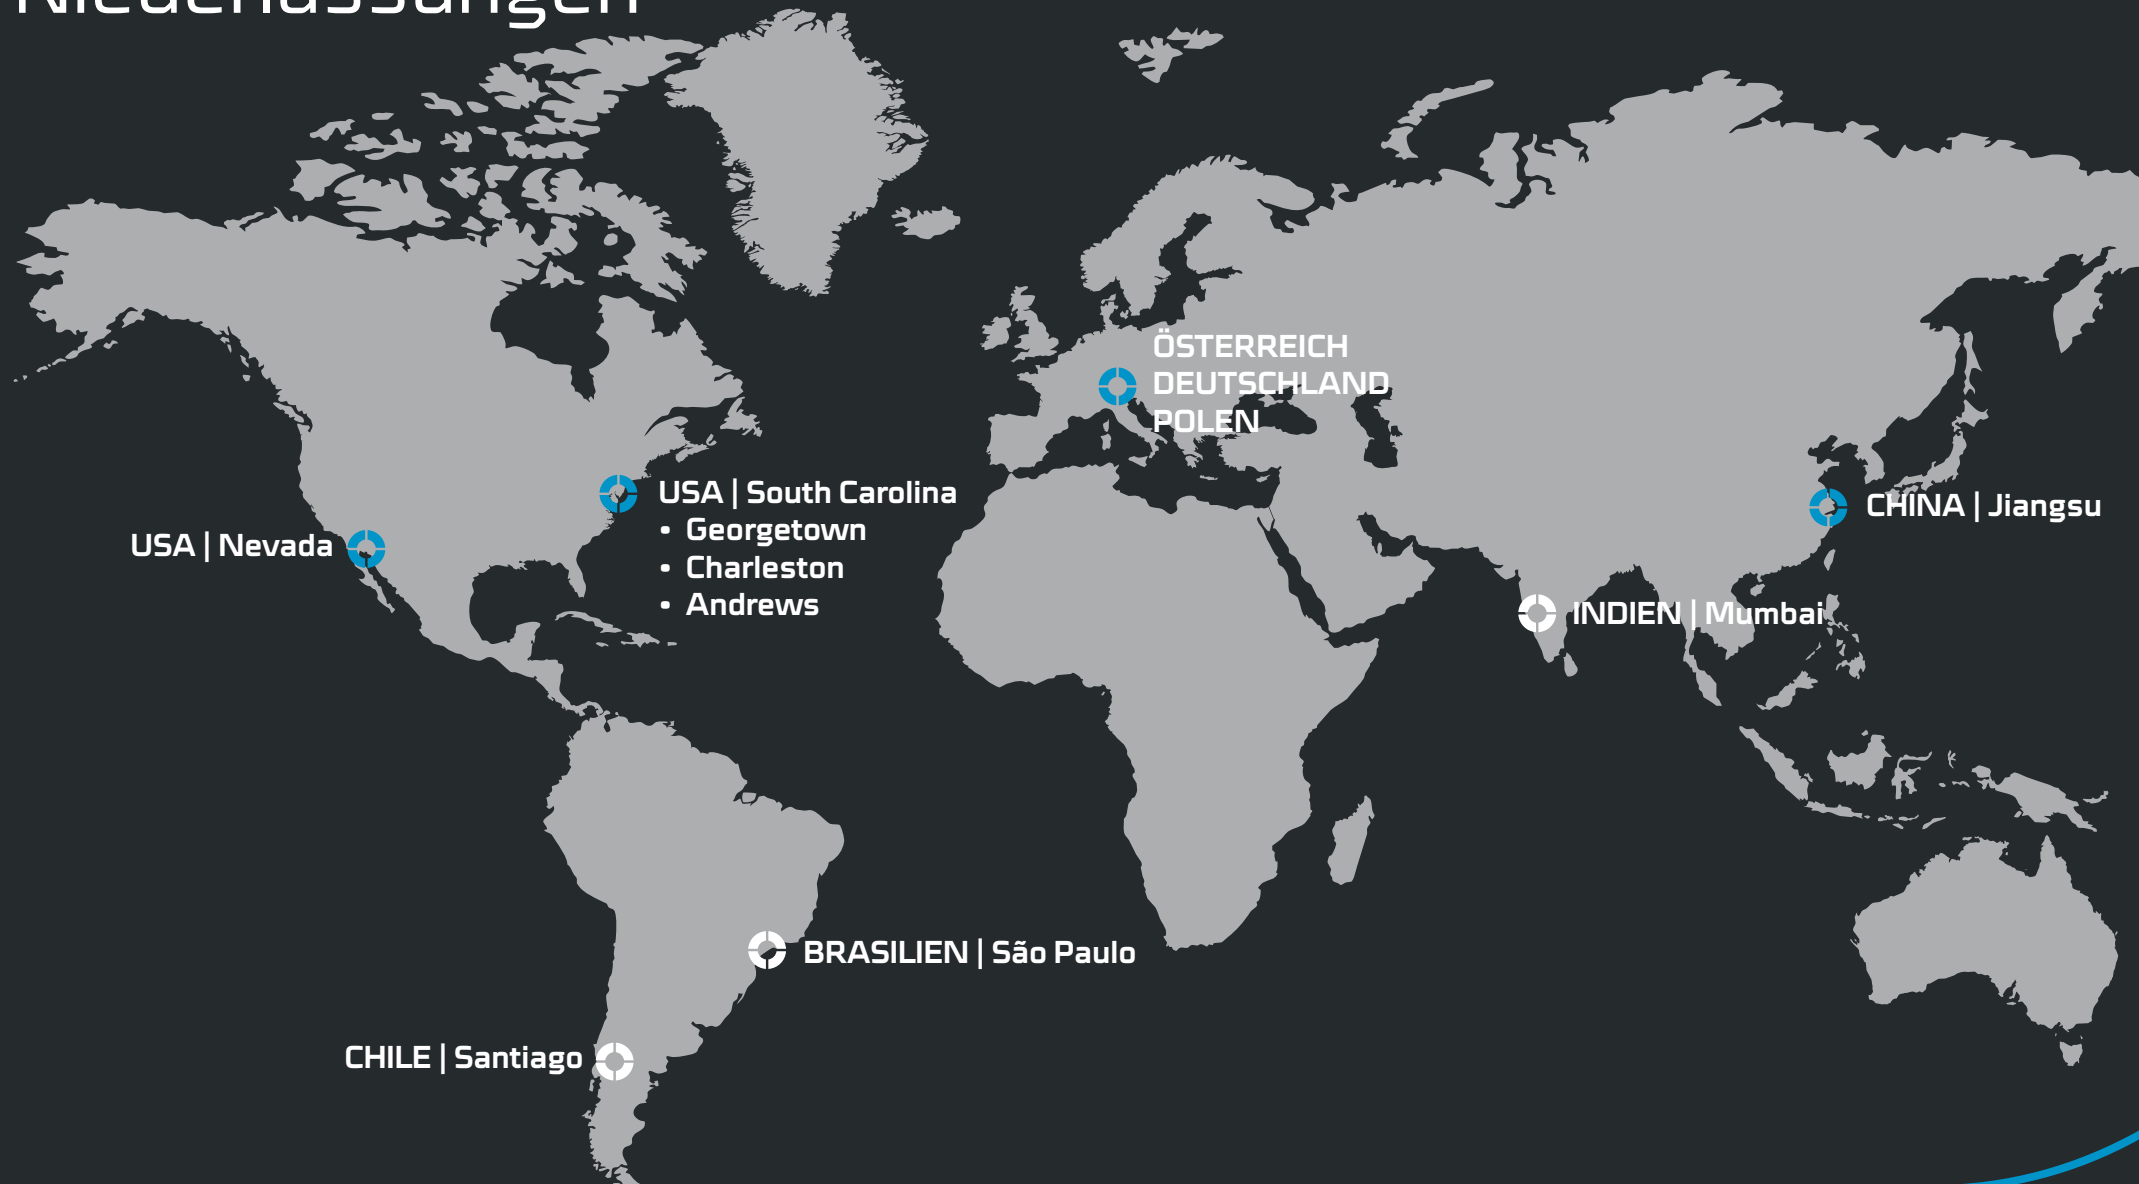 Niederlassungen
ÖSTERREICH
DEUTSCHLAND
POLEN
USA | South Carolina
• Georgetown
• Charleston
• Andrews
USA | Nevada
CHINA | Jiangsu
INDIEN | Mumbai
BRASILIEN | São Paulo
CHILE | Santiago